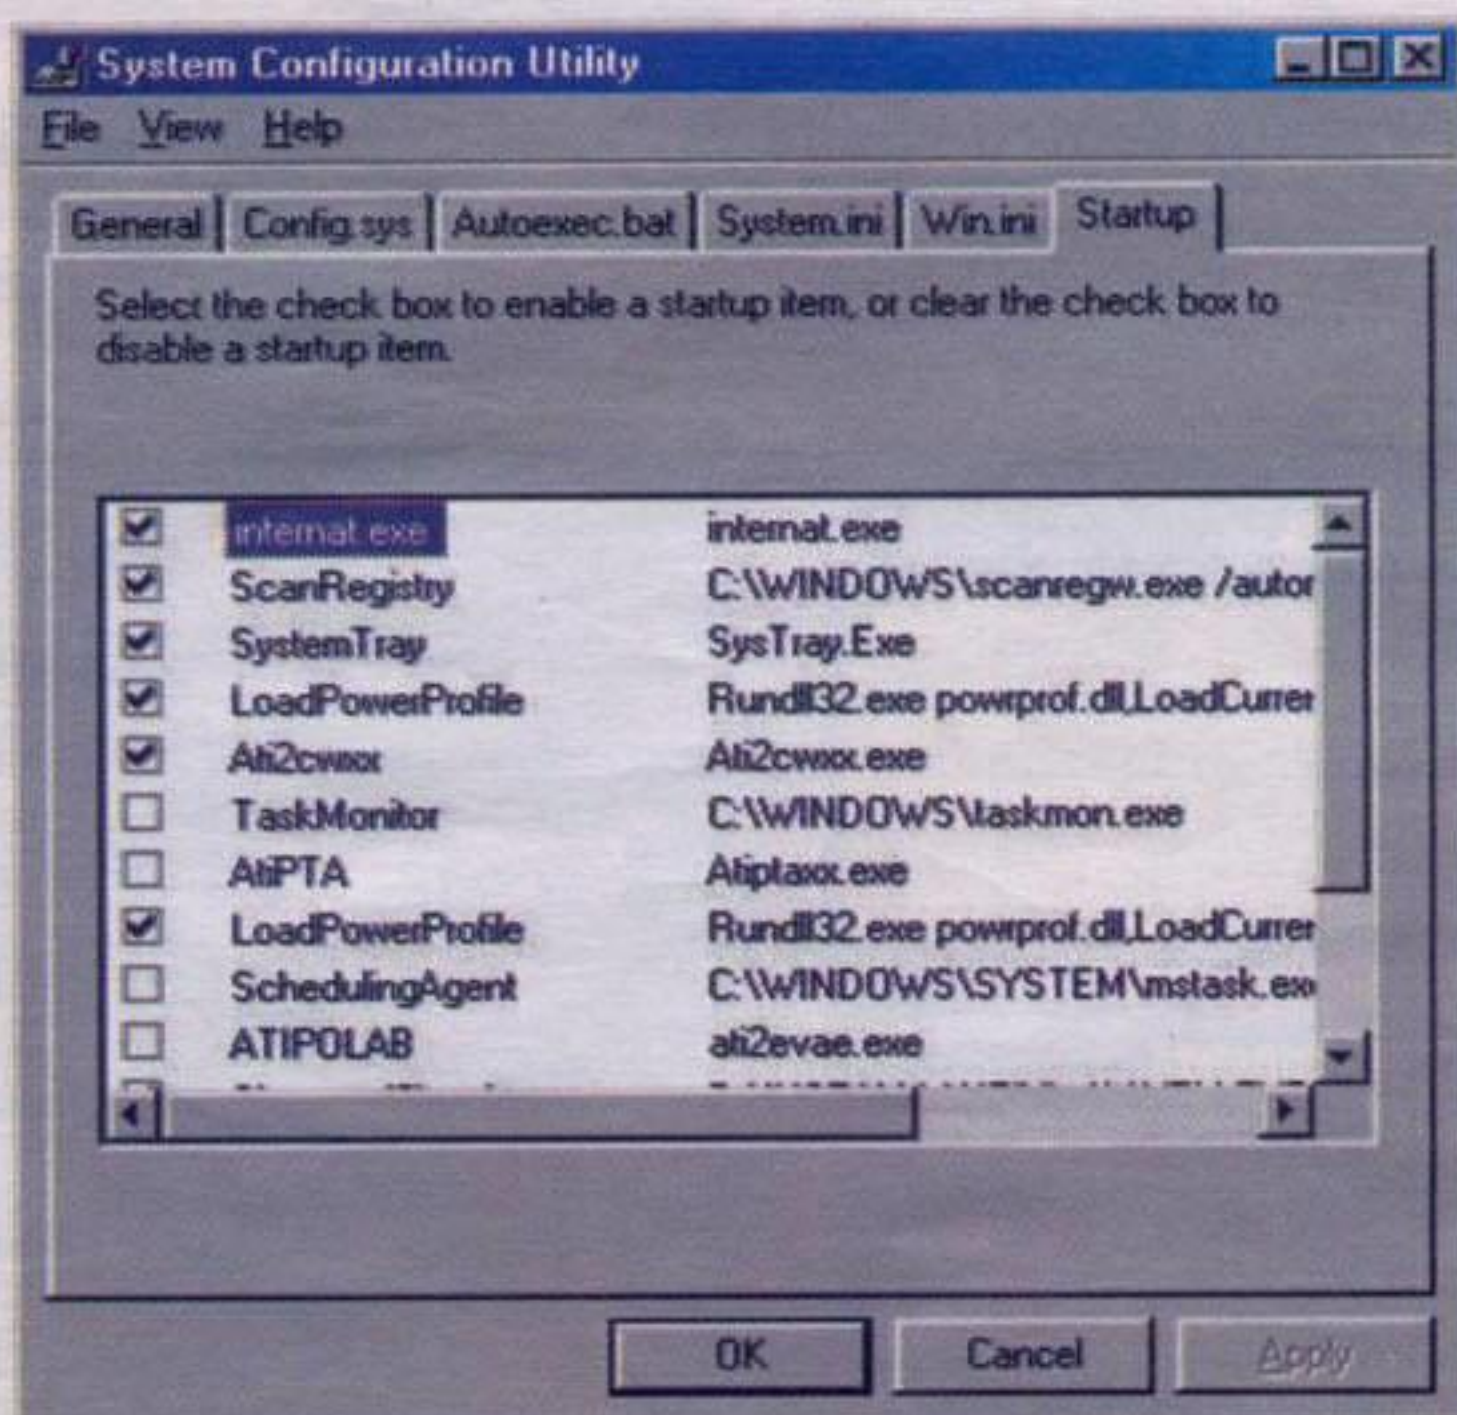 System Configuration Utility
File View Help
General Config.sys Autoexec.bat System.ini Win.ini Startup
Select the check box to enable a startup item, or clear the check box to
disable a startup item.
internat.exe internat.exe
ScanRegistry C:\WINDOWS\scanregw.exe /autor
SystemTray SysTray.Exe
LoadPowerProfile Rundll32.exe powrprof.dll,LoadCurrer
Ati2cwxx Ati2cwxx.exe
TaskMonitor C:\WINDOWS\taskmon.exe
AtiPTA Atiptaxx.exe
LoadPowerProfile Rundll32.exe powrprof.dll,LoadCurrer
SchedulingAgent C:\WINDOWS\SYSTEM\mstask.exe
ATIPOLAB ati2evae.exe
OK Cancel Apply